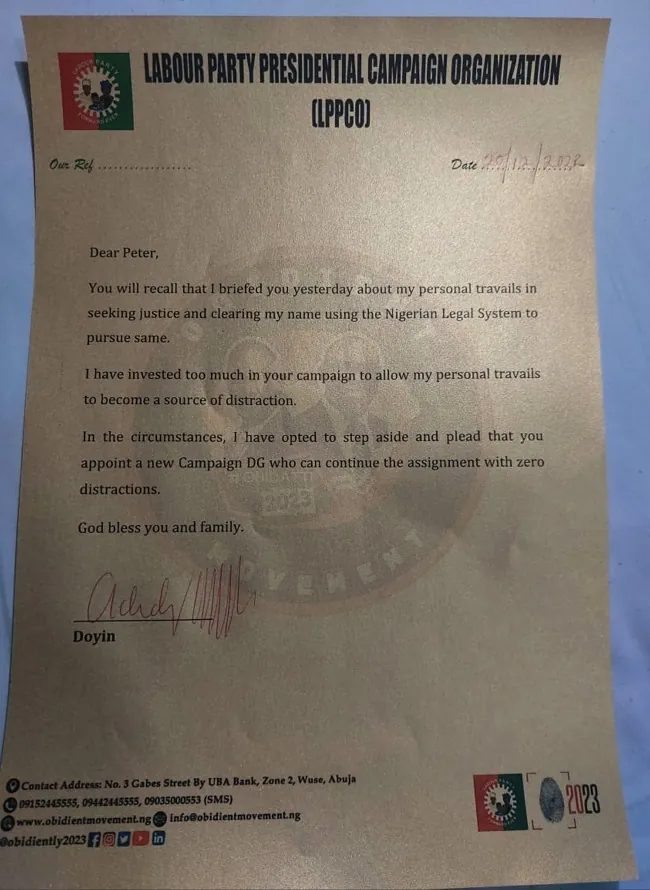 LABOUR PARTY PRESIDENTIAL CAMPAIGN ORGANIZATION
(LPPCO)
LABOUR PARTY
Our Ref ..................
Date 20/12/2022
Dear Peter,
You will recall that I briefed you yesterday about my personal travails in
seeking justice and clearing my name using the Nigerian Legal System to
pursue same.
I have invested too much in your campaign to allow my personal travails
to become a source of distraction.
In the circumstances, I have opted to step aside and plead that you
appoint a new Campaign DG who can continue the assignment with zero
distractions.
God bless you and family.
2023
MOVEMENT
Doyin
Contact Address: No. 3 Gabes Street By UBA Bank, Zone 2, Wuse, Abuja
09152445555, 09442445555, 09035000553 (SMS)
www.obidientmovement.ng info@obidientmovement.ng
@obidiently2023
2023